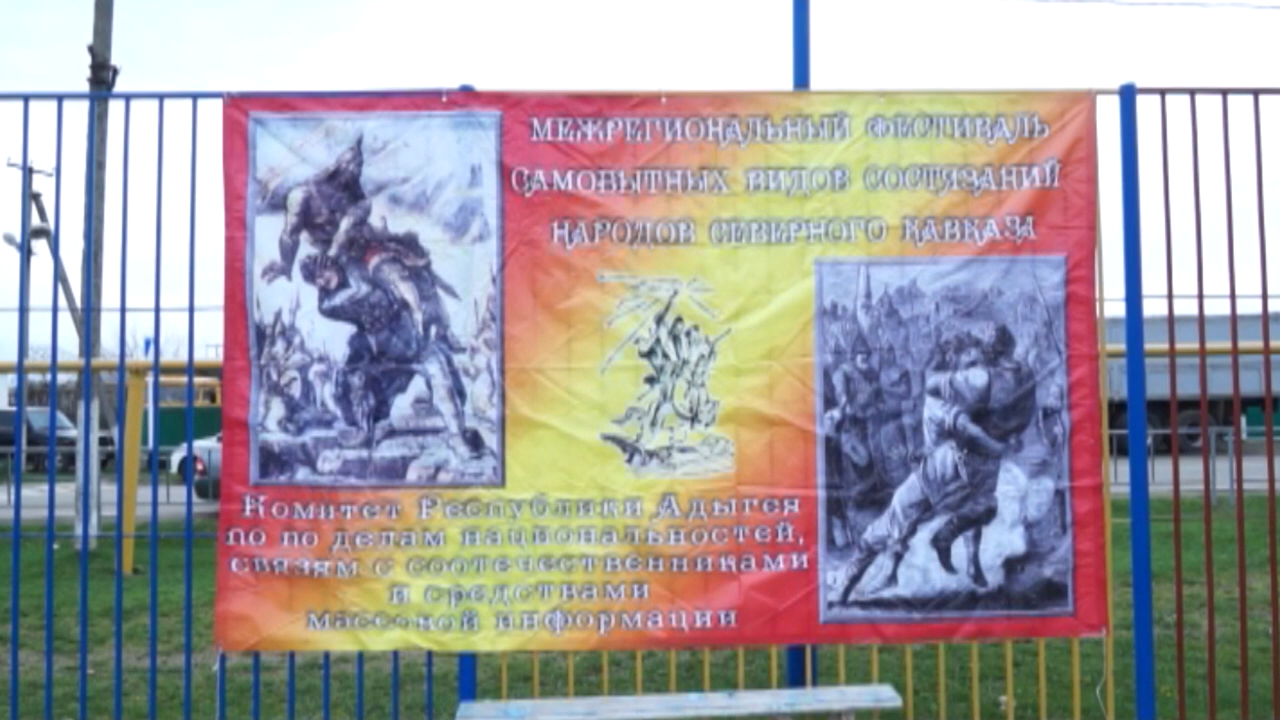 МЕЖРЕГИОНАЛЬНЫЙ ФЕСТИВАЛЬ
САМОБЫТНЫХ ВИДОВ СОСТЯЗАНИЙ
НАРОДОВ СЕВЕРНОГО КАВКАЗА
Комитет Республики Адыгея
по по делам национальностей,
связям с соотечественниками
и средствами
массовой информации